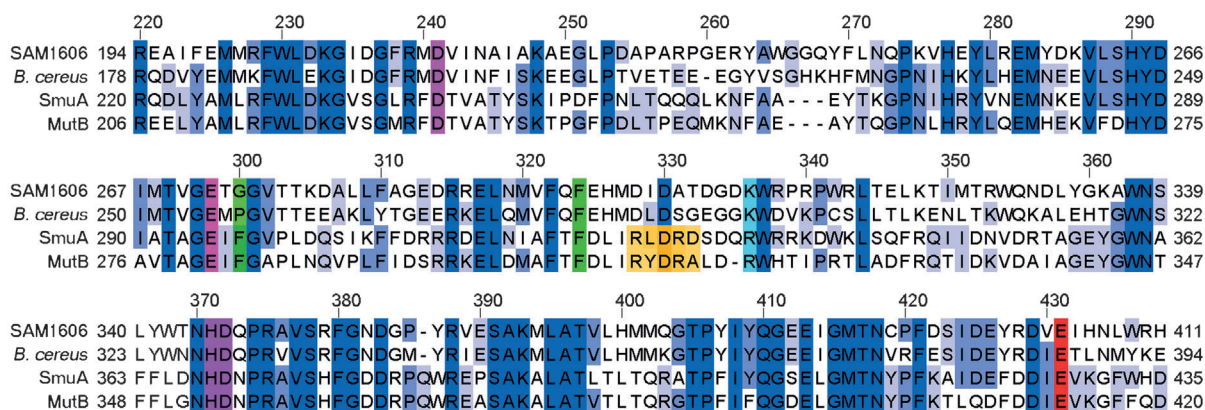 220 230 240 250 260 270 280 290
SAM1606 194 REAIFEMMRFWLDKGIDGFRMDVINAIAKAEGLPDAPARPGERYAWGGQYFLNQPKVHEYLREMYDKVLSHYD 266
B. cereus 178 RQDVYEMMKFWLEKGIDGFRMDVINFISKEEGLPTVETEE-EGYVSGHKHFMNGPNIHKYLHEMNEEVLSHYD 249
SmuA 220 RQDLYAMLRFWLDKGVSGLRFDTVATYSKIPDFPNLTQQQLKNFAA---EYTKGPNIHRYVNEMNKEVLSHYD 289
MutB 206 REELYAMLRFWLDKGVSGMRFDTVATYSKTPGFPDLTPEQMKNFAE---AYTQGPNLHRYLQEMHEKVFDHYD 275
300 310 320 330 340 350 360
SAM1606 267 IMTVGETGGVTTKDALLFAGEDRRELNMVFQFEHMDIDATDGDKWRPRPWRLTELKTIMTRWQNDLYGKAWNS 339
B. cereus 250 IMTVGEMPGVTTEEAKLYTGEERKELQMVFQFEHMDLDSGEGGKWDVKPCSLLTLKENLTKWQKALEHTGWNS 322
SmuA 290 IATAGEIFGVPLDQSIKFFDRRRDELNIAFTFDLIRLDRDSDQRWRRKDWKLSQFRQIIDNVDRTAGEYGWNA 362
MutB 276 AVTAGEIFGAPLNQVPLFIDSRRKELDMAFTFDLIRYDRALD-RWHTIPRTLADFRQTIDKVDAIAGEYGWNT 347
370 380 390 400 410 420 430
SAM1606 340 LYWTNHDQPRAVSRFGNDGP-YRVESAKMLATVLHMMQGTPYIYQGEEIGMTNCPFDSIDEYRDVEIHNLWRH 411
B. cereus 323 LYWNNHDQPRVVSRFGNDGM-YRIESAKMLATVLHMMKGTPYIYQGEEIGMTNVRFESIDEYRDIETLNMYKE 394
SmuA 363 FFLDNHDNPRAVSHFGDDRPQWREPSAKALATLTLTQRATPFIYQGSELGMTNYPFKAIDEFDDIEVKGFWHD 435
MutB 348 FFLGNHDNPRAVSHFGDDRPQWREASAKALATVTLTQRGTPFIFQGDELGMTNYPFKTLQDFDDIEVKGFFQD 420